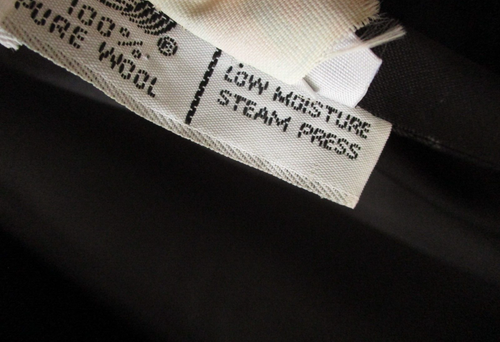 100%
PURE WOOL
®
LOW MOISTURE
STEAM PRESS